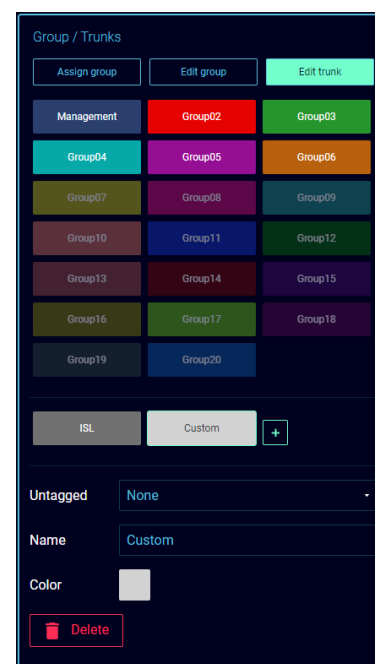 Group / Trunks
Assign group Edit group Edit trunk
Management Group02 Group03
Group04 Group05 Group06
Group07 Group08 Group09
Group10 Group11 Group12
Group13 Group14 Group15
Group16 Group17 Group18
Group19 Group20
ISL Custom +
Untagged None
Name Custom
Color
Delete